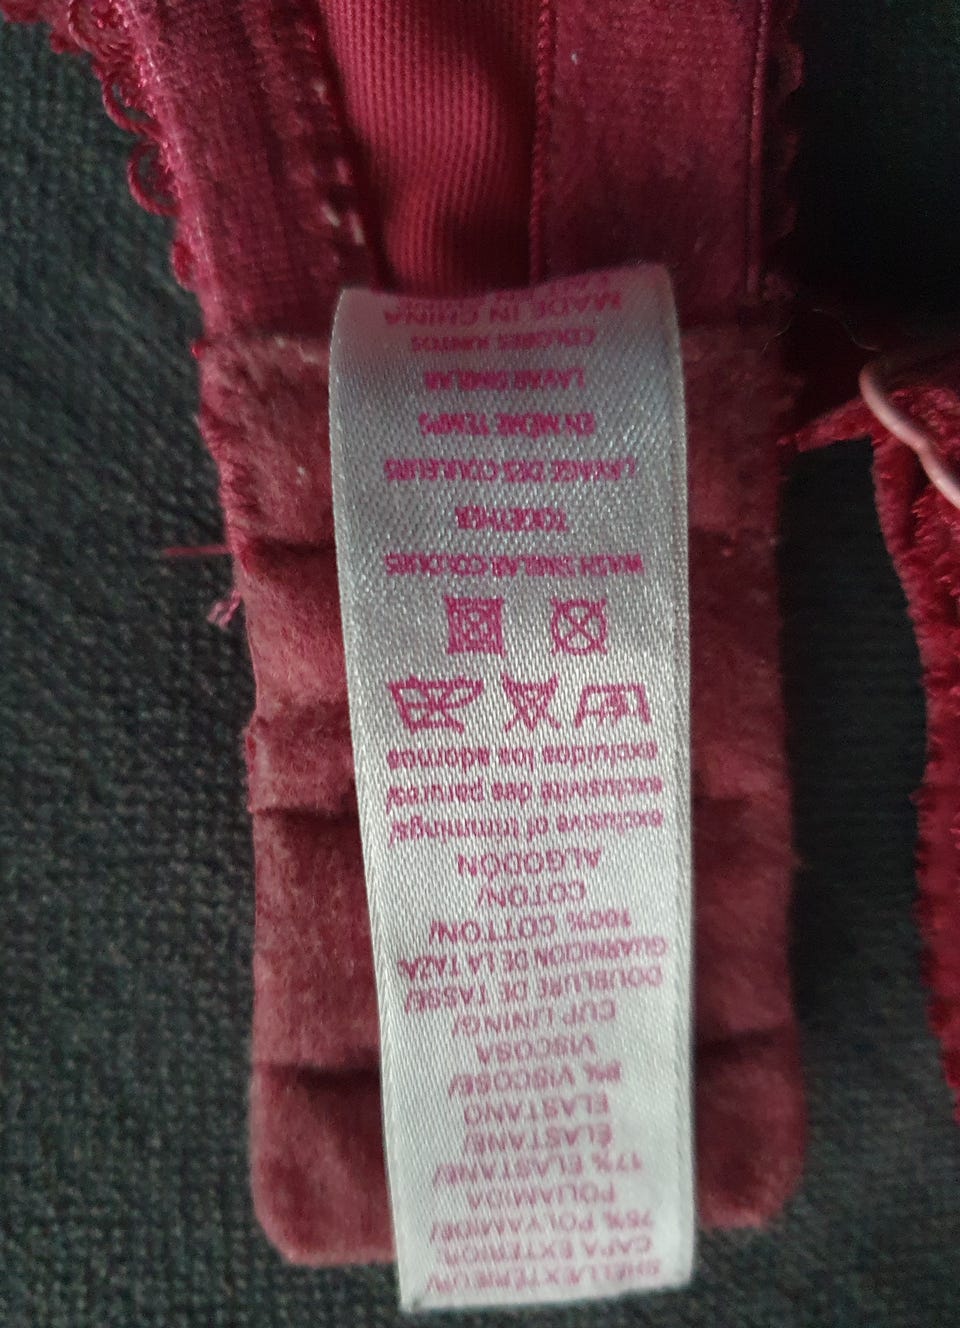 SHELL/EXTÉRIEUR/
CAPA EXTERIOR:
75% POLYAMIDE/
POLIAMIDA
17% ELASTANE/
ÉLASTANE/
ELASTANO
8% VISCOSE/
VISCOSA
CUP LINING/
DOUBLURE DE TASSE/
GUARNICIÓN DE LA TAZA:
100% COTTON/
COTON/
ALGODÓN
exclusive of trimmings/
exclusivité des parures/
excluidos los adornos
WASH SIMILAR COLOURS
TOGETHER
LAVAGE DES COULEURS
EN MÊME TEMPS
LAVAR SIMILAR
COLORES JUNTOS
MADE IN CHINA